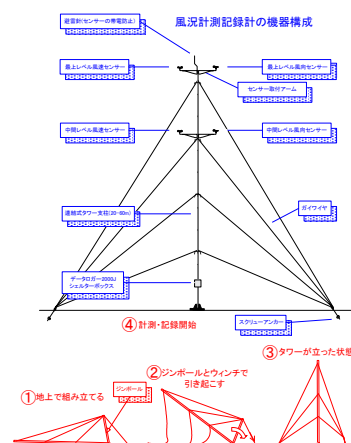 風況計測記録計の機器構成
避雷針(センサーの帯電防止)
最上レベル風速センサー
最上レベル風向センサー
センサー取付アーム
中間レベル風速センサー
中間レベル風向センサー
連結式タワー支柱(20-60m)
ガイワイヤ
データロガー2000J
シェルターボックス
スクリューアンカー
④計測・記録開始
③タワーが立った状態
②ジンポールとウィンチで
引き起こす
ジンポール
①地上で組み立てる